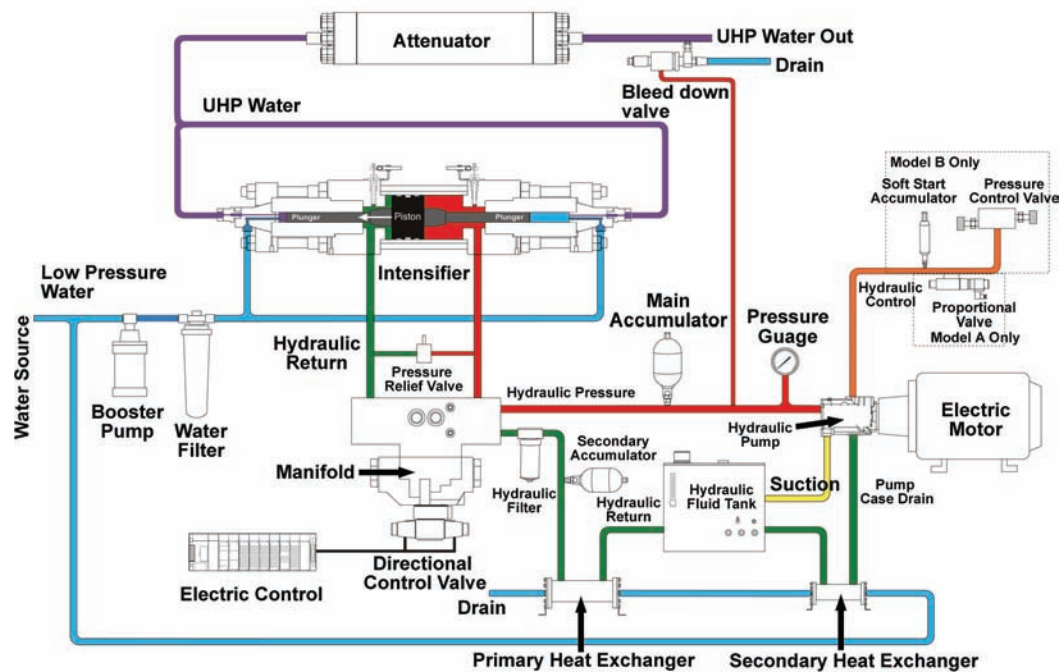 Attenuator
UHP Water Out
Drain
Bleed down
valve
UHP Water
Model B Only
Soft Start
Accumulator
Pressure
Control Valve
Plunger
Piston
Plunger
Intensifier
Low Pressure
Water
Hydraulic
Control
Proportional
Valve
Model A Only
Main
Accumulator
Pressure
Guage
Water Source
Hydraulic
Return
Pressure
Relief Valve
Hydraulic Pressure
Booster
Pump
Water
Filter
Hydraulic
Pump
Electric
Motor
Manifold
Secondary
Accumulator
Hydraulic
Filter
Hydraulic
Return
Hydraulic
Fluid Tank
Suction
Pump
Case Drain
Electric Control
Directional
Control Valve
Drain
Primary Heat Exchanger
Secondary Heat Exchanger